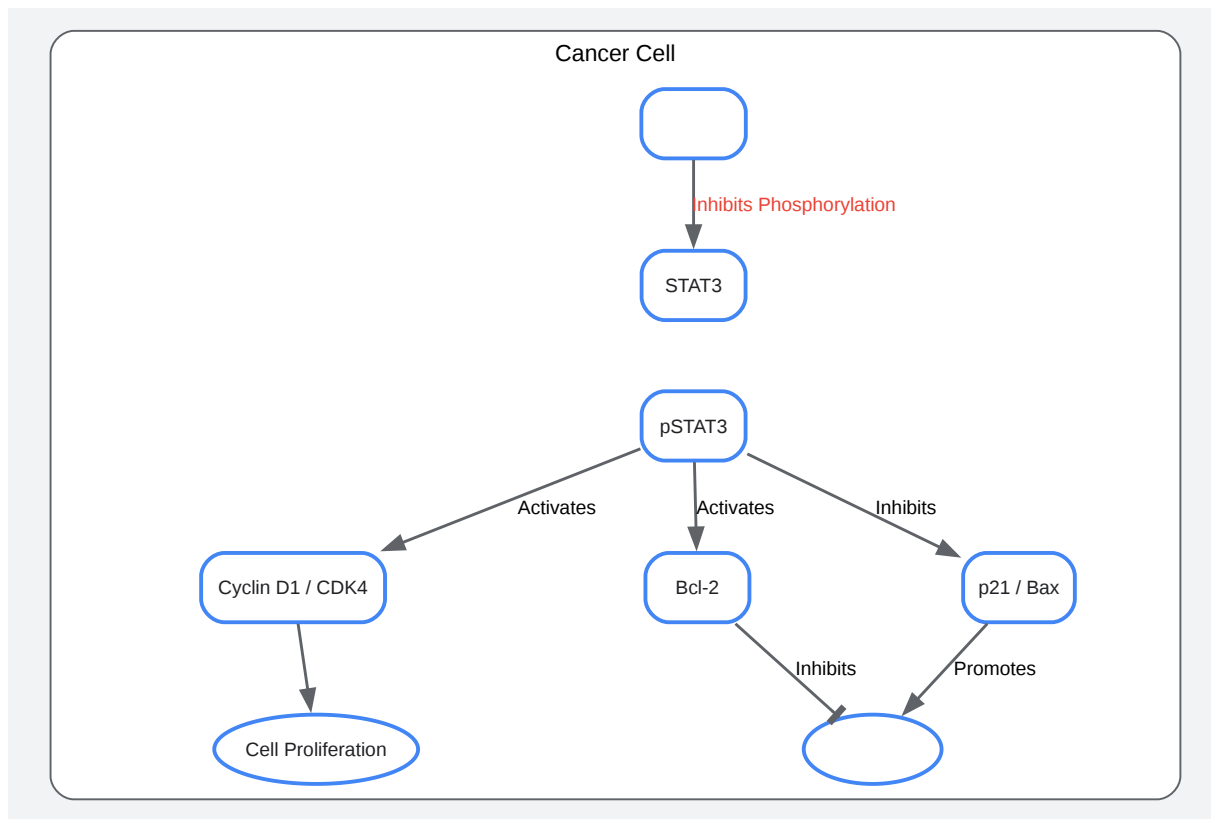 Cancer Cell
Inhibits Phosphorylation
STAT3
pSTAT3
Activates
Activates
Inhibits
Cyclin D1 / CDK4
Bcl-2
p21 / Bax
Inhibits
Promotes
Cell Proliferation